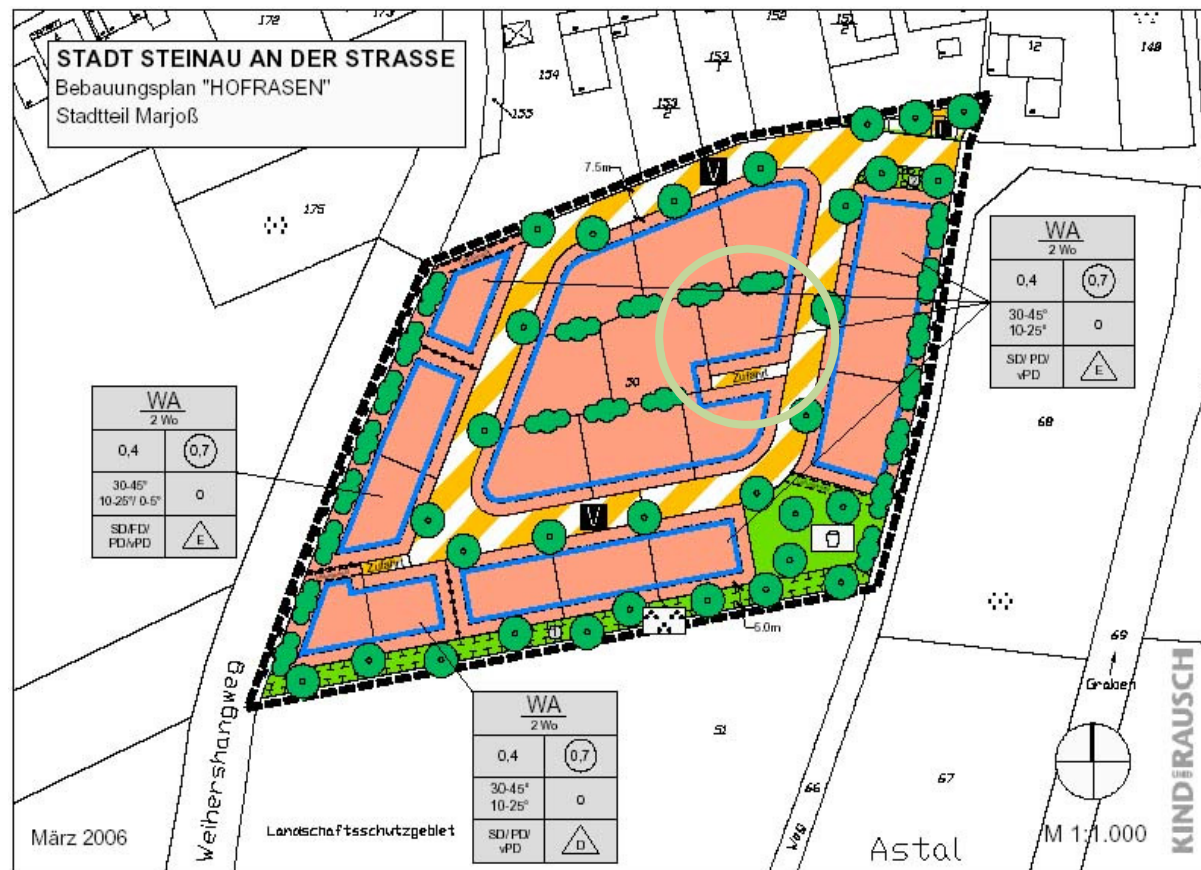 STADT STEINAU AN DER STRASSE
Bebauungsplan "HOFRASEN"
Stadtteil Marjoß
172
173
154
155
153
1
153
2
152
151
2
12
148
175
7.5m
V
WA
2 Wo
0,4
0,7
30-45°
10-25°
o
SD/ PD/
vPD
E
50
Zufahrt
68
WA
2 Wo
0,4
0,7
30-45°
10-25°/ 0-5°
o
SD/FD/
PD/vPD
E
V
Zufahrt
5.0m
69
Graben
WA
2 Wo
0,4
0,7
30-45°
10-25°
o
SD/ PD/
vPD
D
51
66
67
Weg
Weihershangweg
Landschaftsschutzgebiet
Astal
März 2006
M 1:1.000
KIND UND RAUSCH